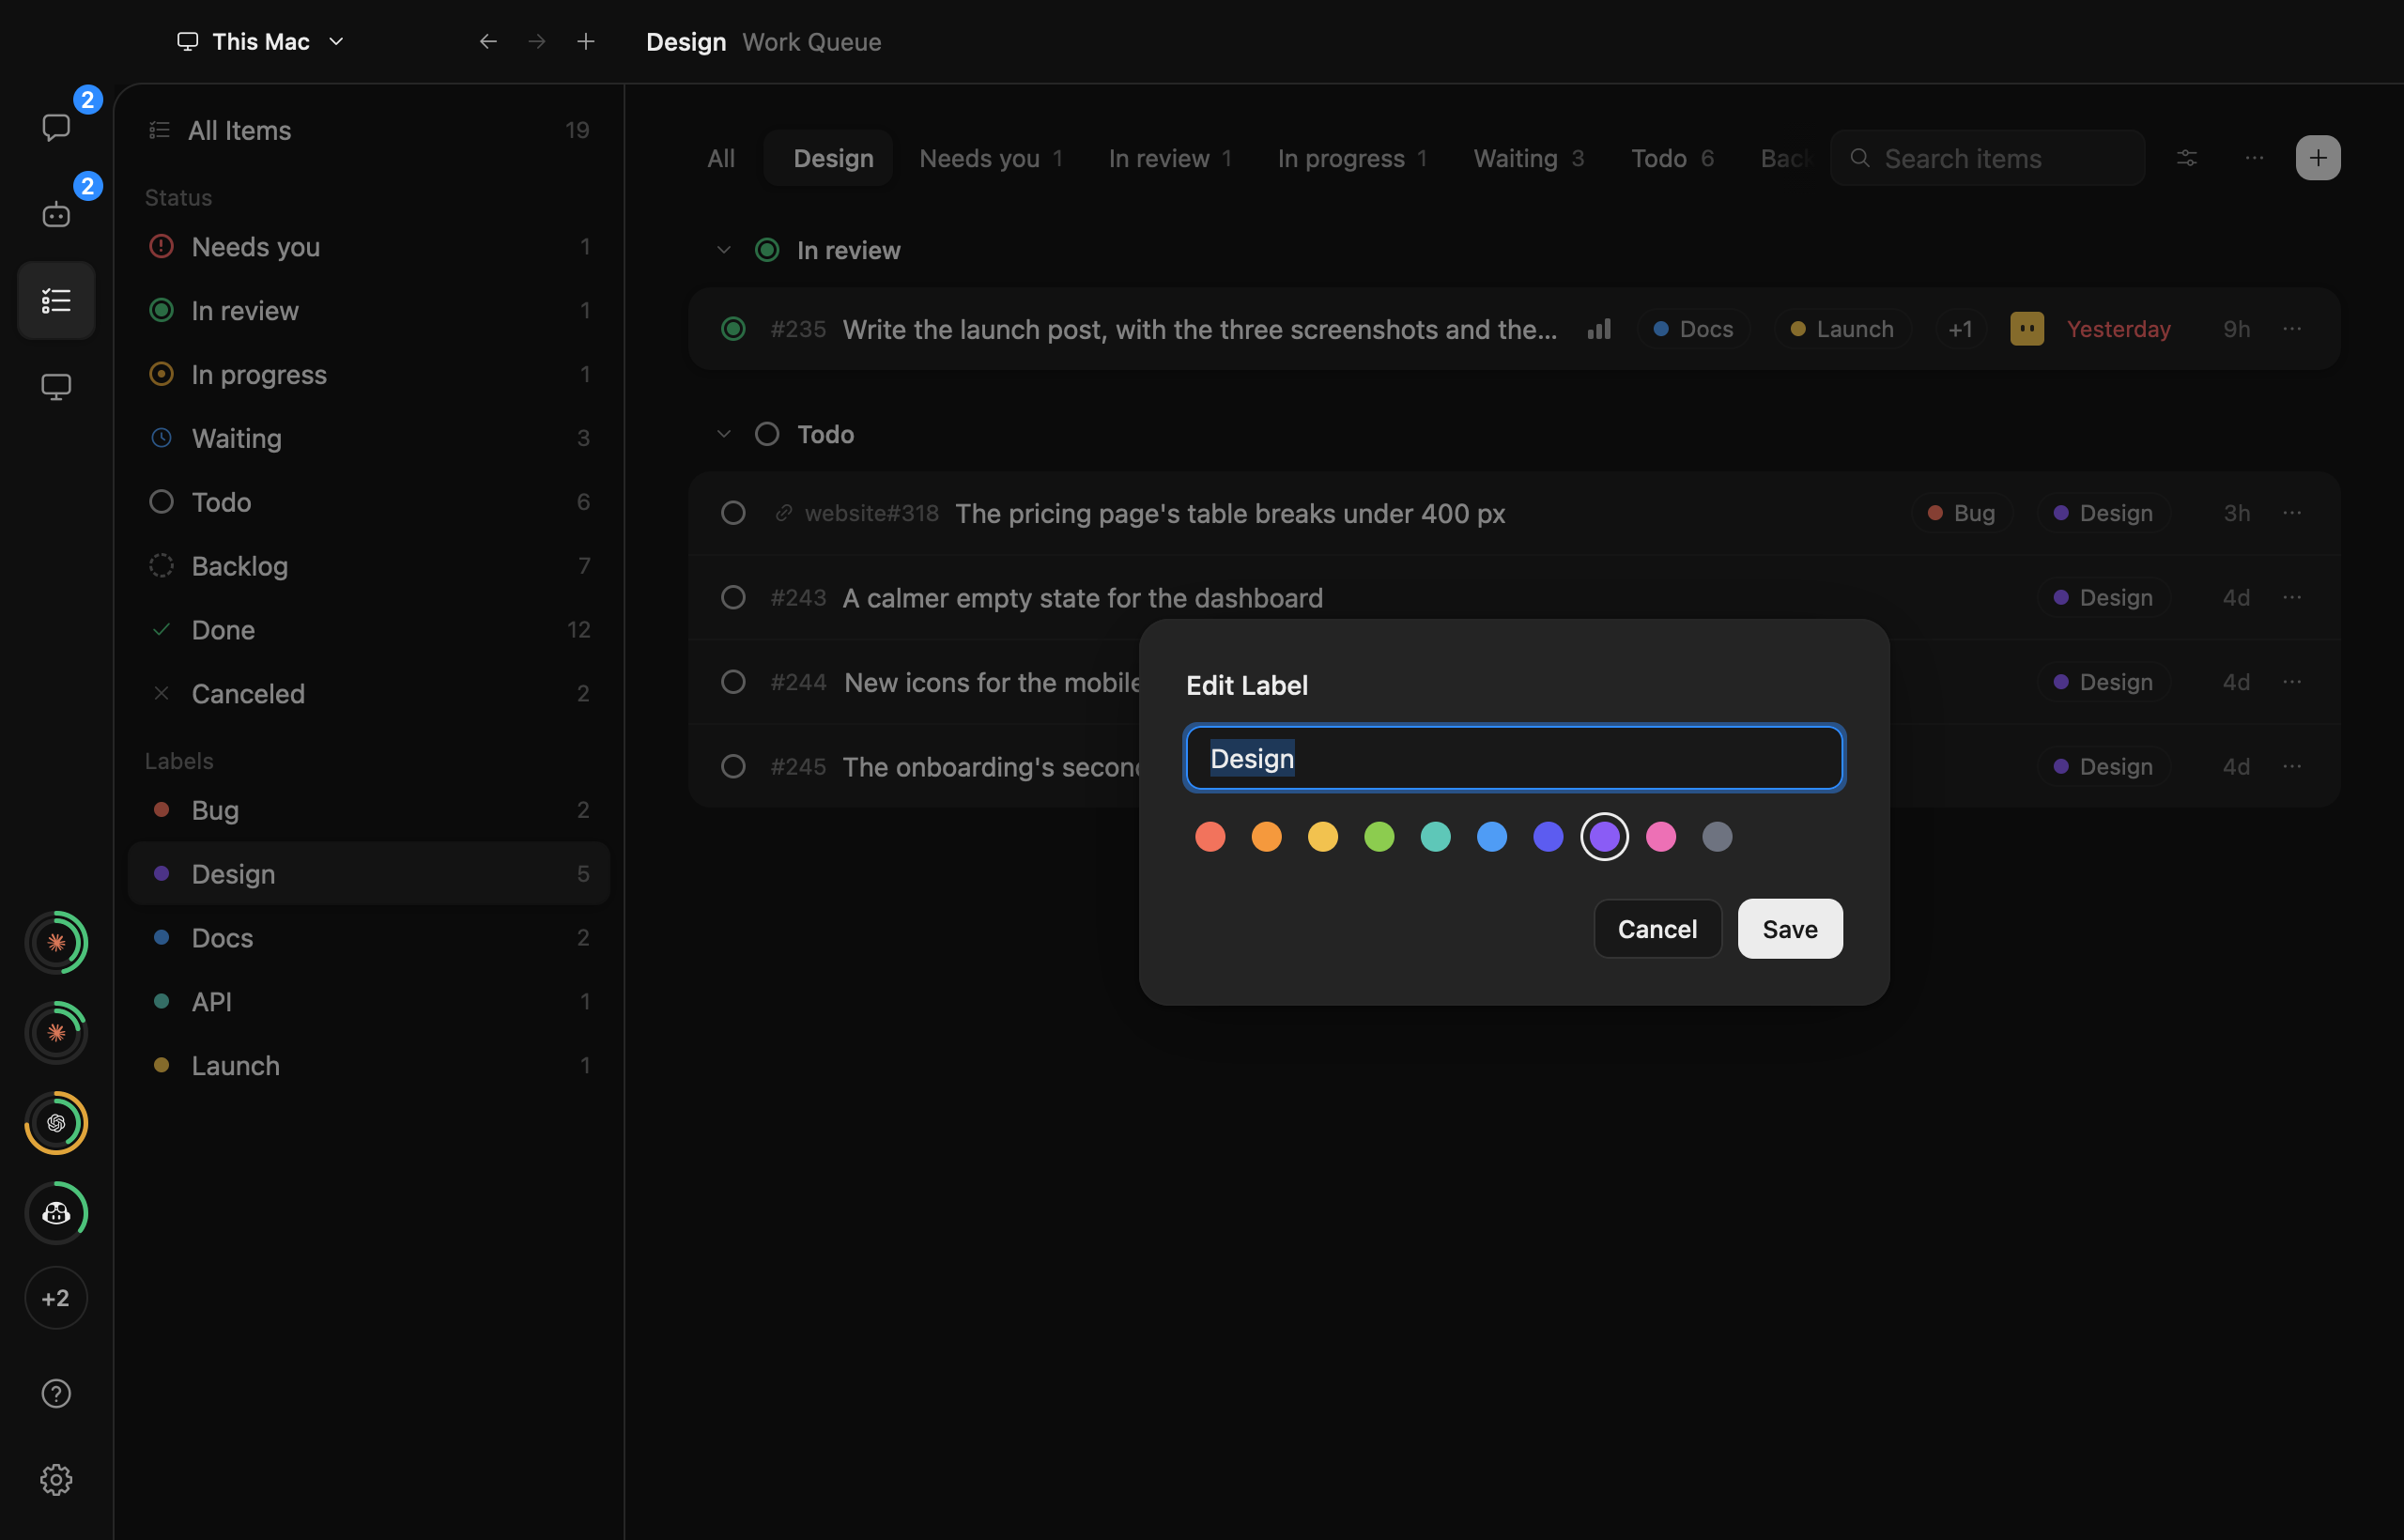 This Mac
Design Work Queue
2
2
+2
All Items 19
Status
Needs you 1
In review 1
In progress 1
Waiting 3
Todo 6
Backlog 7
Done 12
Canceled 2
Labels
Bug 2
Design 5
Docs 2
API 1
Launch 1
All Design Needs you 1 In review 1 In progress 1 Waiting 3 Todo 6 Back Search items
In review
#235 Write the launch post, with the three screenshots and the... Docs Launch +1 Yesterday 9h
Todo
website#318 The pricing page's table breaks under 400 px Bug Design 3h
#243 A calmer empty state for the dashboard Design 4d
#244 New icons for the mobile Design 4d
#245 The onboarding's second Design 4d
Edit Label
Design
Cancel Save